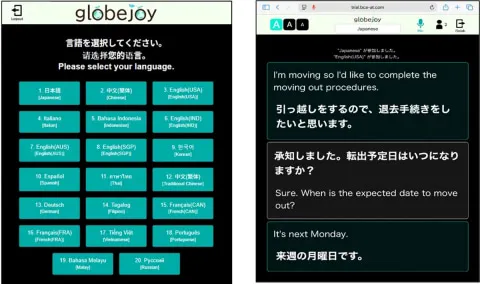 Logout
globejoy
言語を選択してください。
请选择您的语言。
Please select your language.
1. 日本語
[Japanese]
2. 中文(繁体)
[Chinese]
3. English(USA)
[English(USA)]
4. Italiano
[Italian]
5. Bahasa Indonesia
[Indonesian]
6. English(IND)
[English(IND)]
7. English(AUS)
[English(AUS)]
8. English(SGP)
[English(SGP)]
9. 한국어
[Korean]
10. Español
[Spanish]
11. ภาษาไทย
[Thai]
12. 中文(繁体)
[Traditional Chinese]
13. Deutsch
[German]
14. Tagalog
[Filipino]
15. Français(CAN)
[French(CAN)]
16. Français(FRA)
[French(FRA)]
17. Tiếng Việt
[Vietnamese]
18. Português
[Portuguese]
19. Bahasa Melayu
[Malay]
20. Русский
[Russian]
trial.bca-at.com
A A A
globejoy
Japanese
2
"Japanese" が参加しました。
"English(USA)" が参加しました。
I'm moving so I'd like to complete the
moving out procedures.
引っ越しをするので、退去手続きをし
たいと思います。
承知しました。転出予定日はいつになり
ますか？
Sure. When is the expected date to move
out?
It's next Monday.
来週の月曜日です。